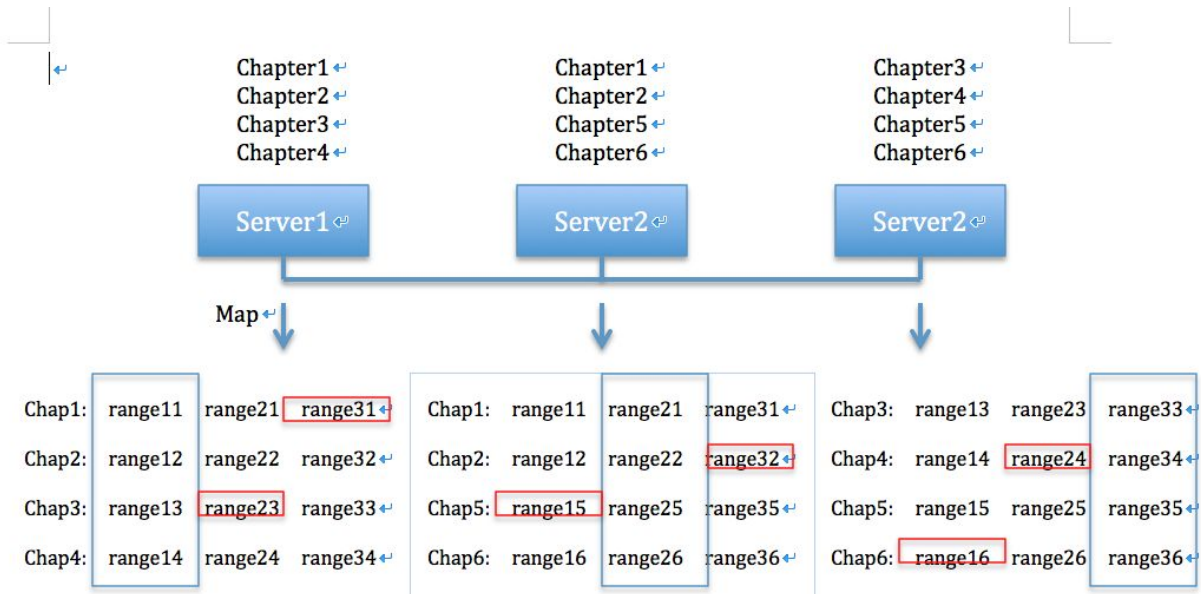 Chapter1 Chapter1 Chapter3
Chapter2 Chapter2 Chapter4
Chapter3 Chapter5 Chapter5
Chapter4 Chapter6 Chapter6
Server1 Server2 Server2
Map
Chap1: range11 range21 range31 Chap1: range11 range21 range31 Chap3: range13 range23 range33
Chap2: range12 range22 range32 Chap2: range12 range22 range32 Chap4: range14 range24 range34
Chap3: range13 range23 range33 Chap5: range15 range25 range35 Chap5: range15 range25 range35
Chap4: range14 range24 range34 Chap6: range16 range26 range36 Chap6: range16 range26 range36